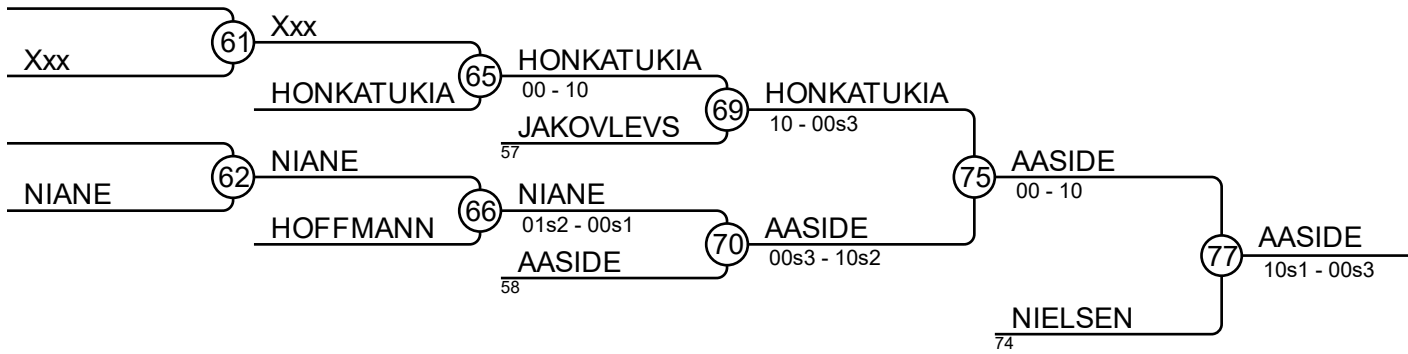 Xxx
61
Xxx
HONKATUKIA
65
HONKATUKIA
00 - 10
JAKOVLEVS
57
69
HONKATUKIA
10 - 00s3
NIANE
62
NIANE
HOFFMANN
66
NIANE
01s2 - 00s1
AASIDE
58
70
AASIDE
00s3 - 10s2
75
AASIDE
00 - 10
NIELSEN
74
77
AASIDE
10s1 - 00s3